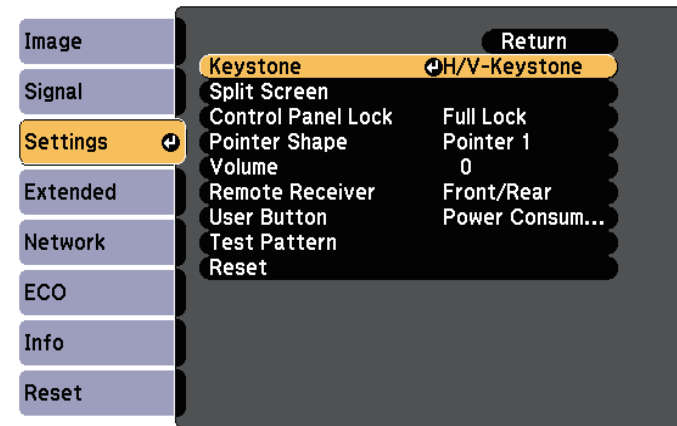 Image
Signal
Settings
Extended
Network
ECO
Info
Reset
Return
Keystone H/V-Keystone
Split Screen
Control Panel Lock Full Lock
Pointer Shape Pointer 1
Volume 0
Remote Receiver Front/Rear
User Button Power Consum...
Test Pattern
Reset